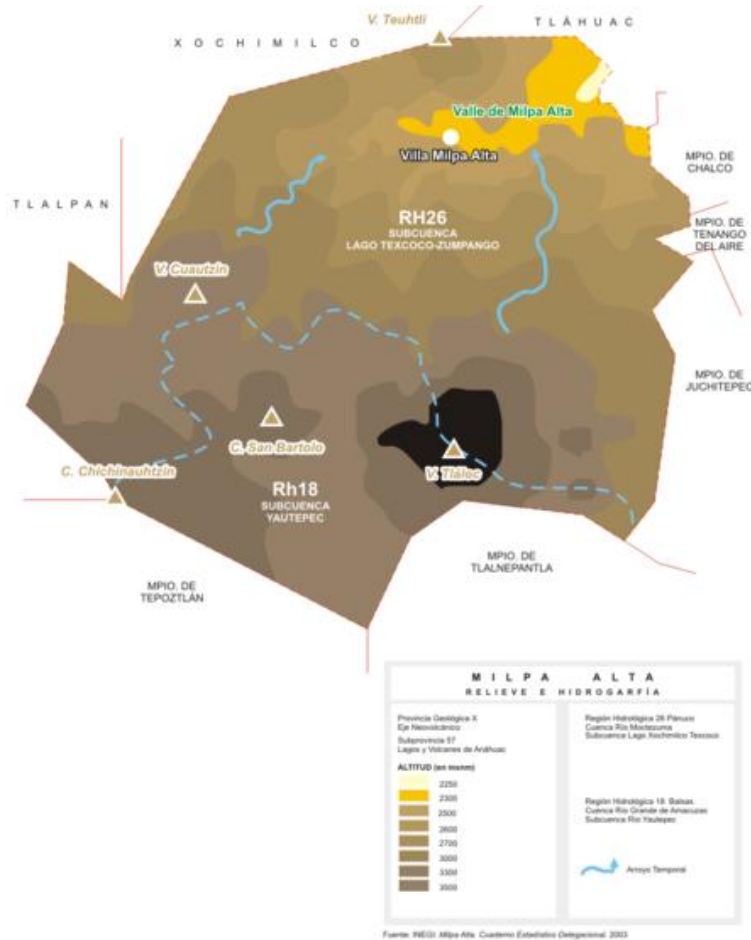 V. Teuhtli
TLÁHUAC
XOCHIMILCO
Valle de Milpa Alta
Villa Milpa Alta
MPIO. DE
CHALCO
TLALPAN
MPIO. DE
TENANGO
DEL AIRE
RH26
SUBCUENCA
LAGO TEXCOCO-ZUMPANGO
V. Cuautzin
MPIO. DE
JUCHITEPEC
C. San Bartolo
V. Tláloc
C. Chichinauhtzin
Rh18
SUBCUENCA
YAUTEPEC
MPIO. DE
TLALNEPANTLA
MPIO. DE
TEPOZTLÁN
MILPA ALTA
RELIEVE E HIDROGARFÍA
Provincia Geológica X
Eje Neovolcánico
Subprovincia 57
Lagos y Volcanes de Anáhuac
ALTITUD (en msnm)
2250
2300
2500
2600
2700
3000
3300
3500
Región Hidrológica 26 Pánuco
Cuenca Río Moctezuma
Subcuenca Lago Xochimilco Texcoco
Región Hidrológica 18. Balsas
Cuenca Río Grande de Amacuzac
Subcuenca Río Yautepec
Arroyo Temporal
Fuente: INEGI: Milpa Alta. Cuaderno Estadístico Delegacional. 2003.